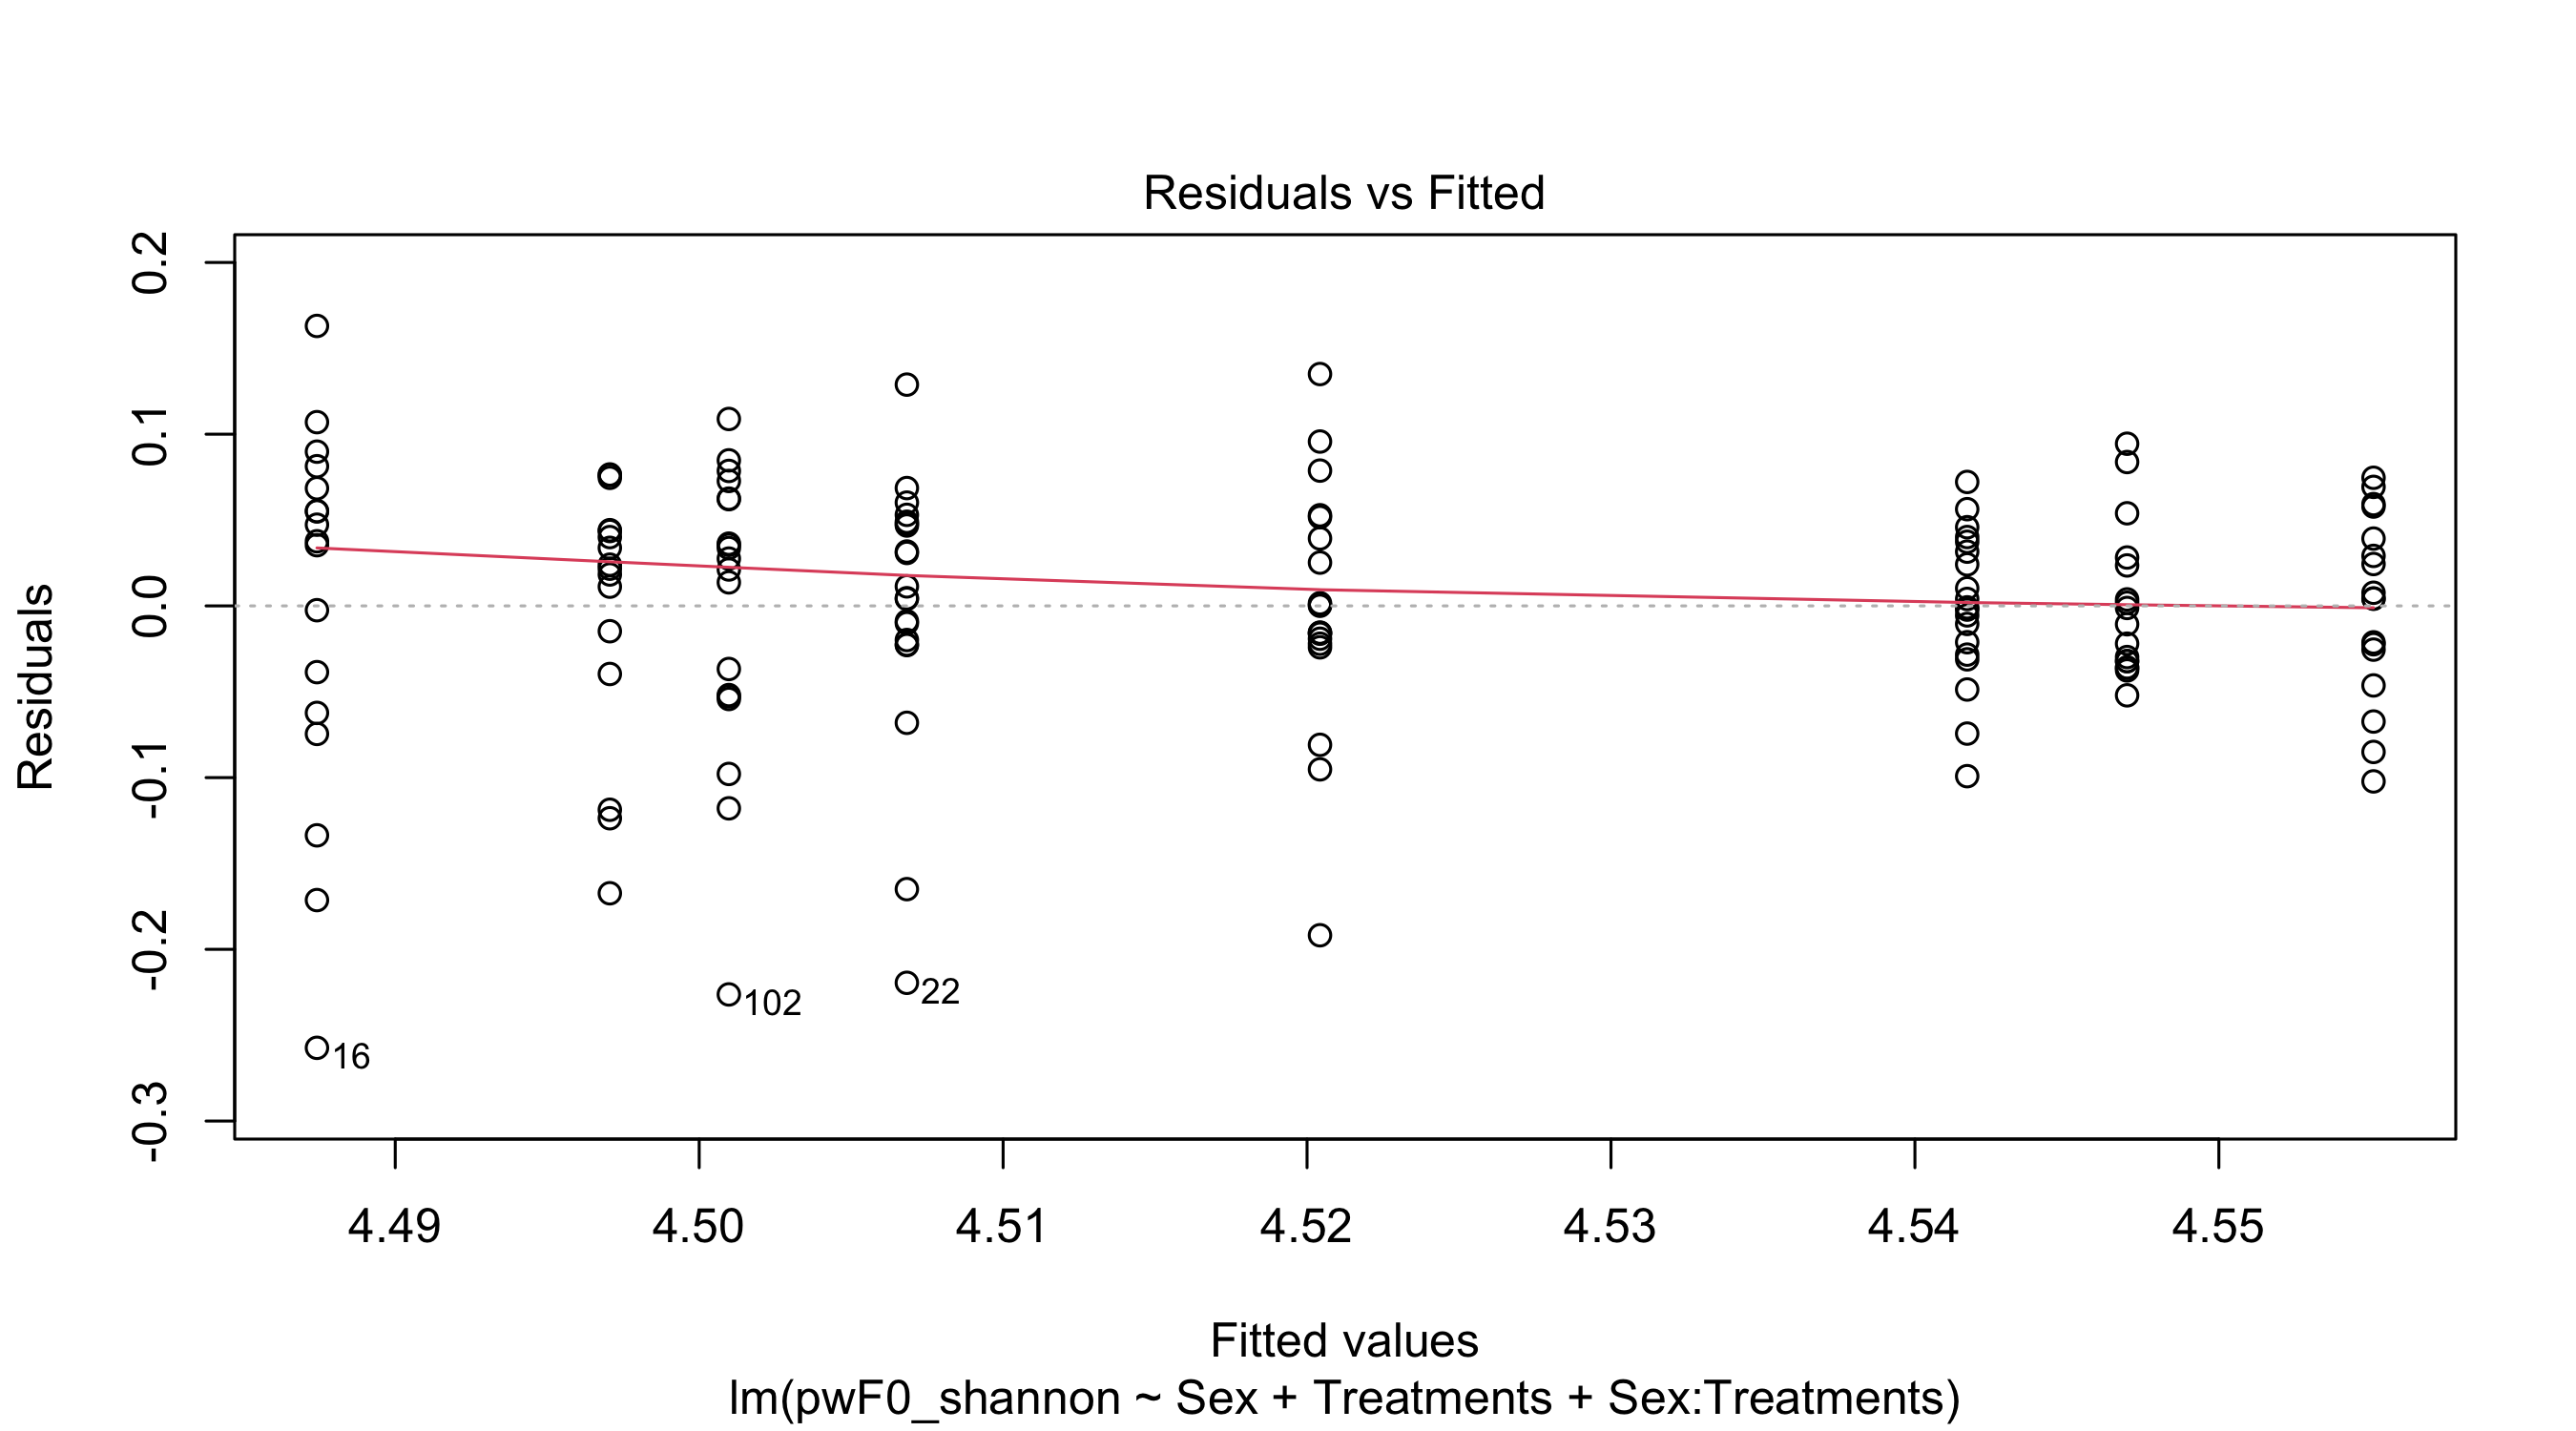 Residuals vs Fitted
Residuals
0.2
0.1
0.0
-0.1
-0.2
-0.3
102
22
16
4.49 4.50 4.51 4.52 4.53 4.54 4.55
Fitted values
lm(pwF0_shannon ~ Sex + Treatments + Sex:Treatments)